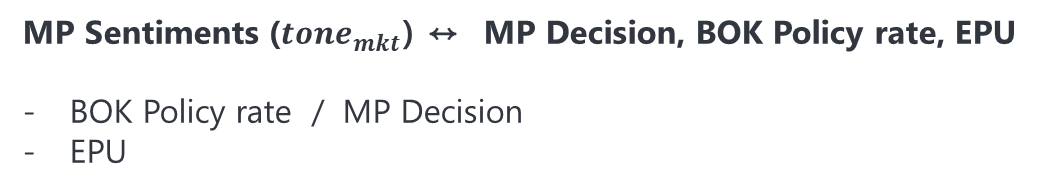 MP Sentiments (tone_mkt) ↔ MP Decision, BOK Policy rate, EPU
- BOK Policy rate / MP Decision
- EPU